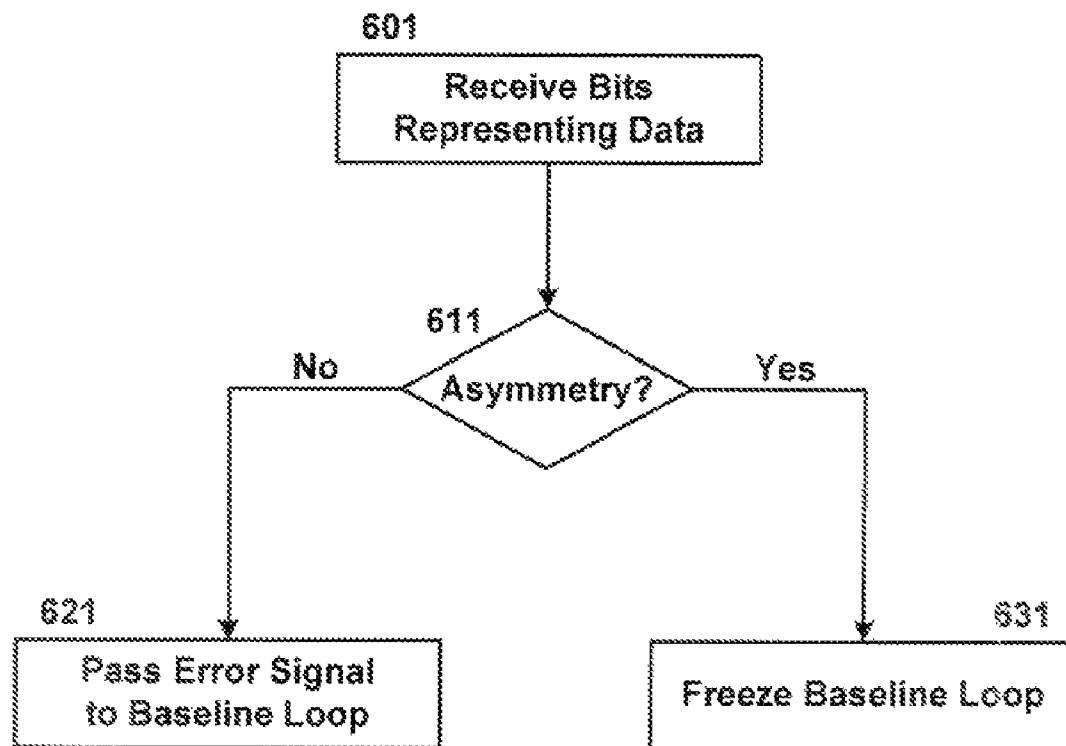 601
Receive Bits
Representing Data
611
Asymmetry?
No
Yes
621
Pass Error Signal
to Baseline Loop
631
Freeze Baseline Loop